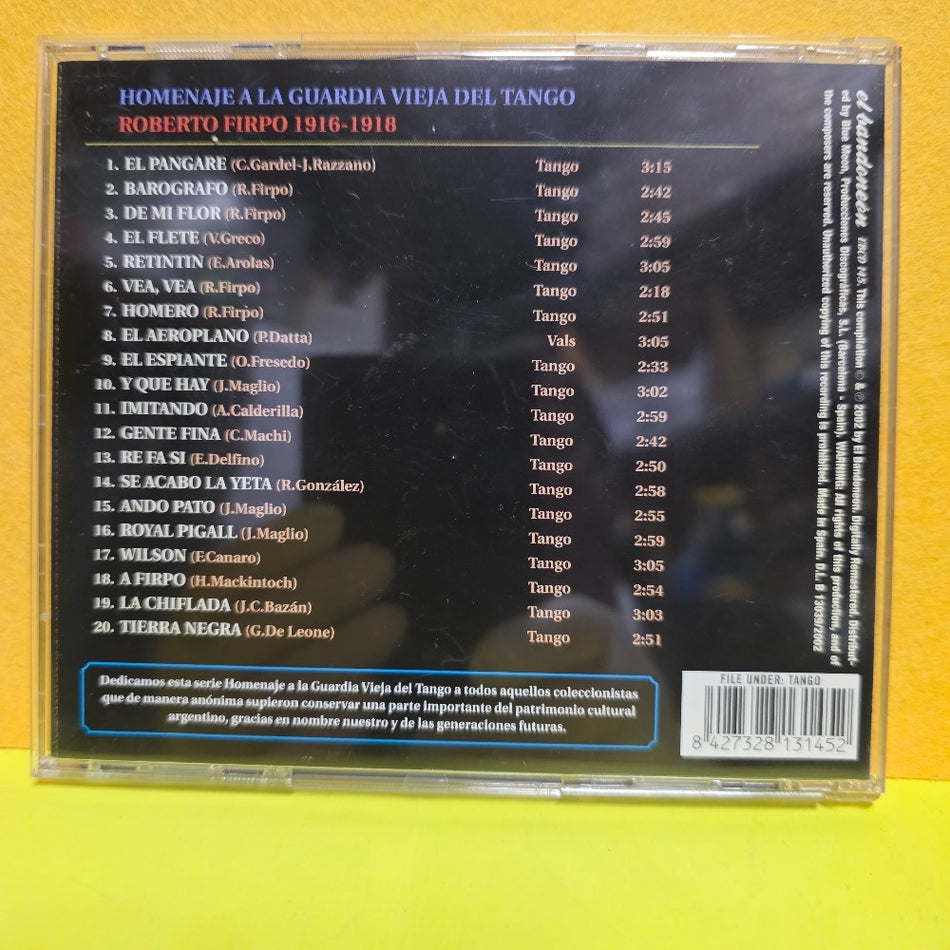 HOMENAJE A LA GUARDIA VIEJA DEL TANGO
ROBERTO FIRPO 1916-1918
1. EL PANGARE (C.Gardel-J.Razzano) Tango 3:15
2. BAROGRAFO (R.Firpo) Tango 2:42
3. DE MI FLOR (R.Firpo) Tango 2:45
4. EL FLETE (V.Greco) Tango 2:59
5. RETINTIN (E.Arolas) Tango 3:05
6. VEA, VEA (R.Firpo) Tango 2:18
7. HOMERO (R.Firpo) Tango 2:51
8. EL AEROPLANO (P.Datta) Vals 3:05
9. EL ESPIANTE (O.Fresedo) Tango 2:33
10. Y QUE HAY (J.Maglio) Tango 3:02
11. IMITANDO (A.Calderilla) Tango 2:59
12. GENTE FINA (C.Machi) Tango 2:42
13. RE FA SI (E.Delfino) Tango 2:50
14. SE ACABO LA YETA (R.González) Tango 2:58
15. ANDO PATO (J.Maglio) Tango 2:55
16. ROYAL PIGALL (J.Maglio) Tango 2:59
17. WILSON (F.Canaro) Tango 3:05
18. A FIRPO (H.Mackintoch) Tango 2:54
19. LA CHIFLADA (J.C.Bazán) Tango 3:03
20. TIERRA NEGRA (G.De Leone) Tango 2:51
Dedicamos esta serie Homenaje a la Guardia Vieja del Tango a todos aquellos coleccionistas
que de manera anónima supieron conservar una parte importante del patrimonio cultural
argentino, gracias en nombre nuestro y de las generaciones futuras.
el bandoneón EBCD 145. This compilation © & ℗ 2002 by El Bandoneon. Digitally Remastered. Distribut-
ed by Blue Moon, Producciones Discográficas, S.L. (Barcelona - Spain). WARNING: All rights of this production, and of
the composers are reserved. Unauthorized copying of this recording is prohibited. Made in Spain. D.L. B 13039/2002
FILE UNDER: TANGO
8 427328 131452